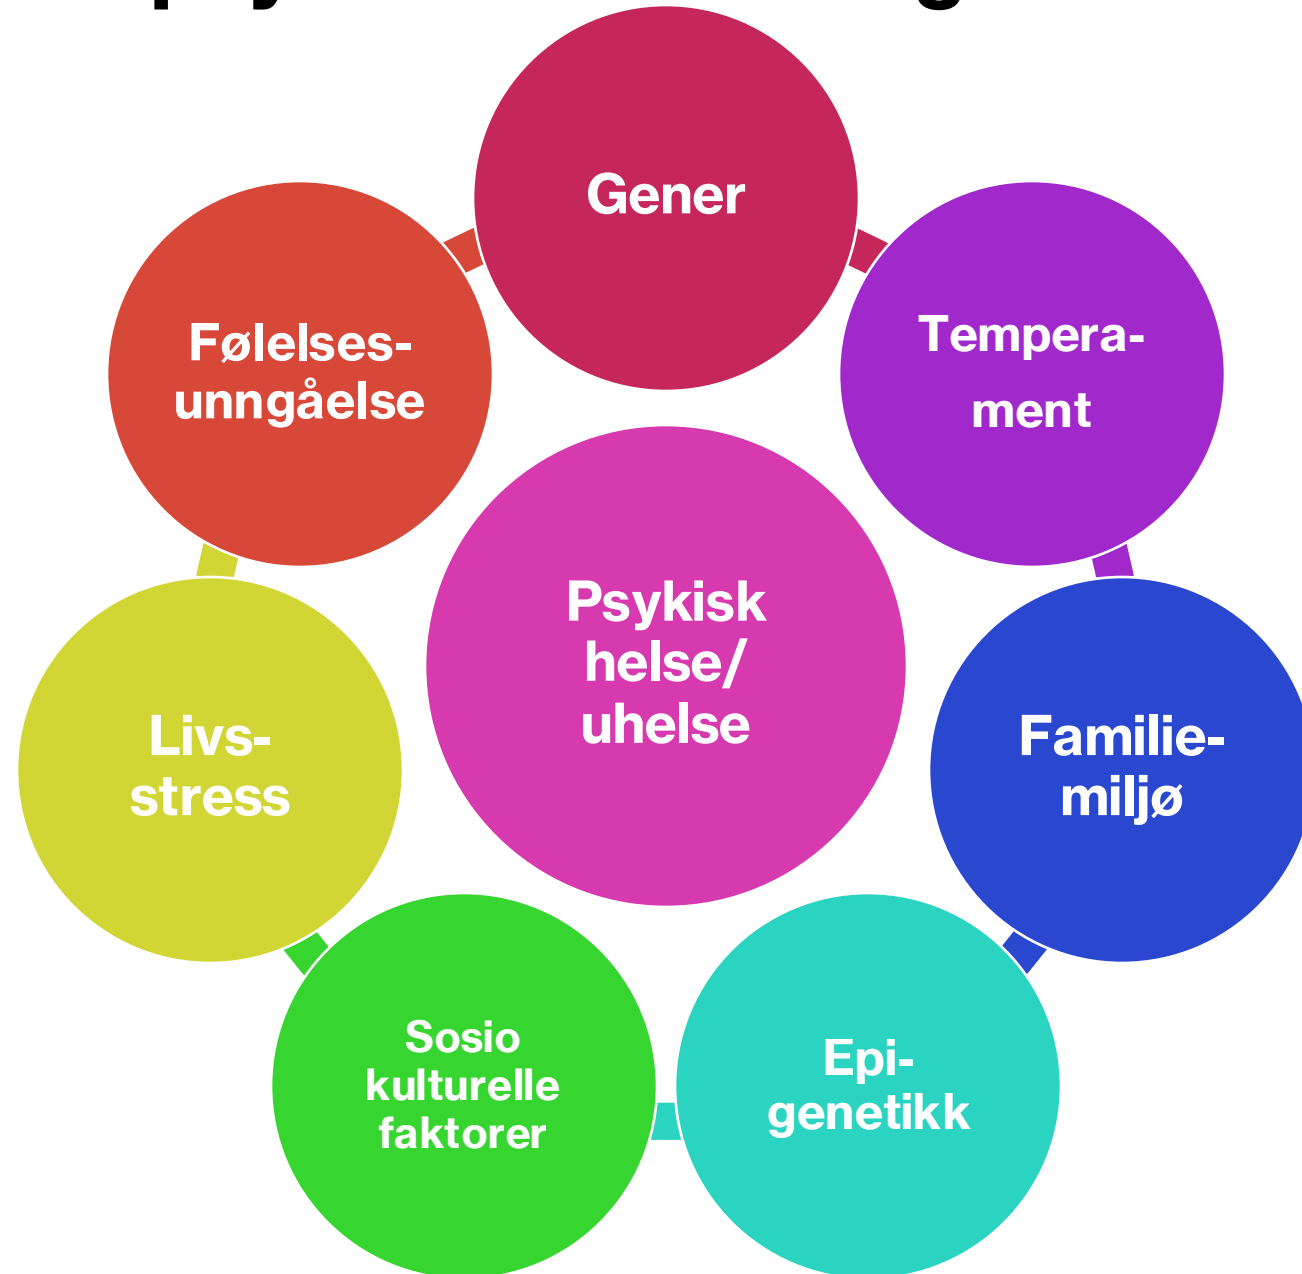 Gener
Tempera-
ment
Familie-
miljø
Epi-
genetikk
Sosio
kulturelle
faktorer
Livs-
stress
Følelses-
unngåelse
Psykisk
helse/
uhelse